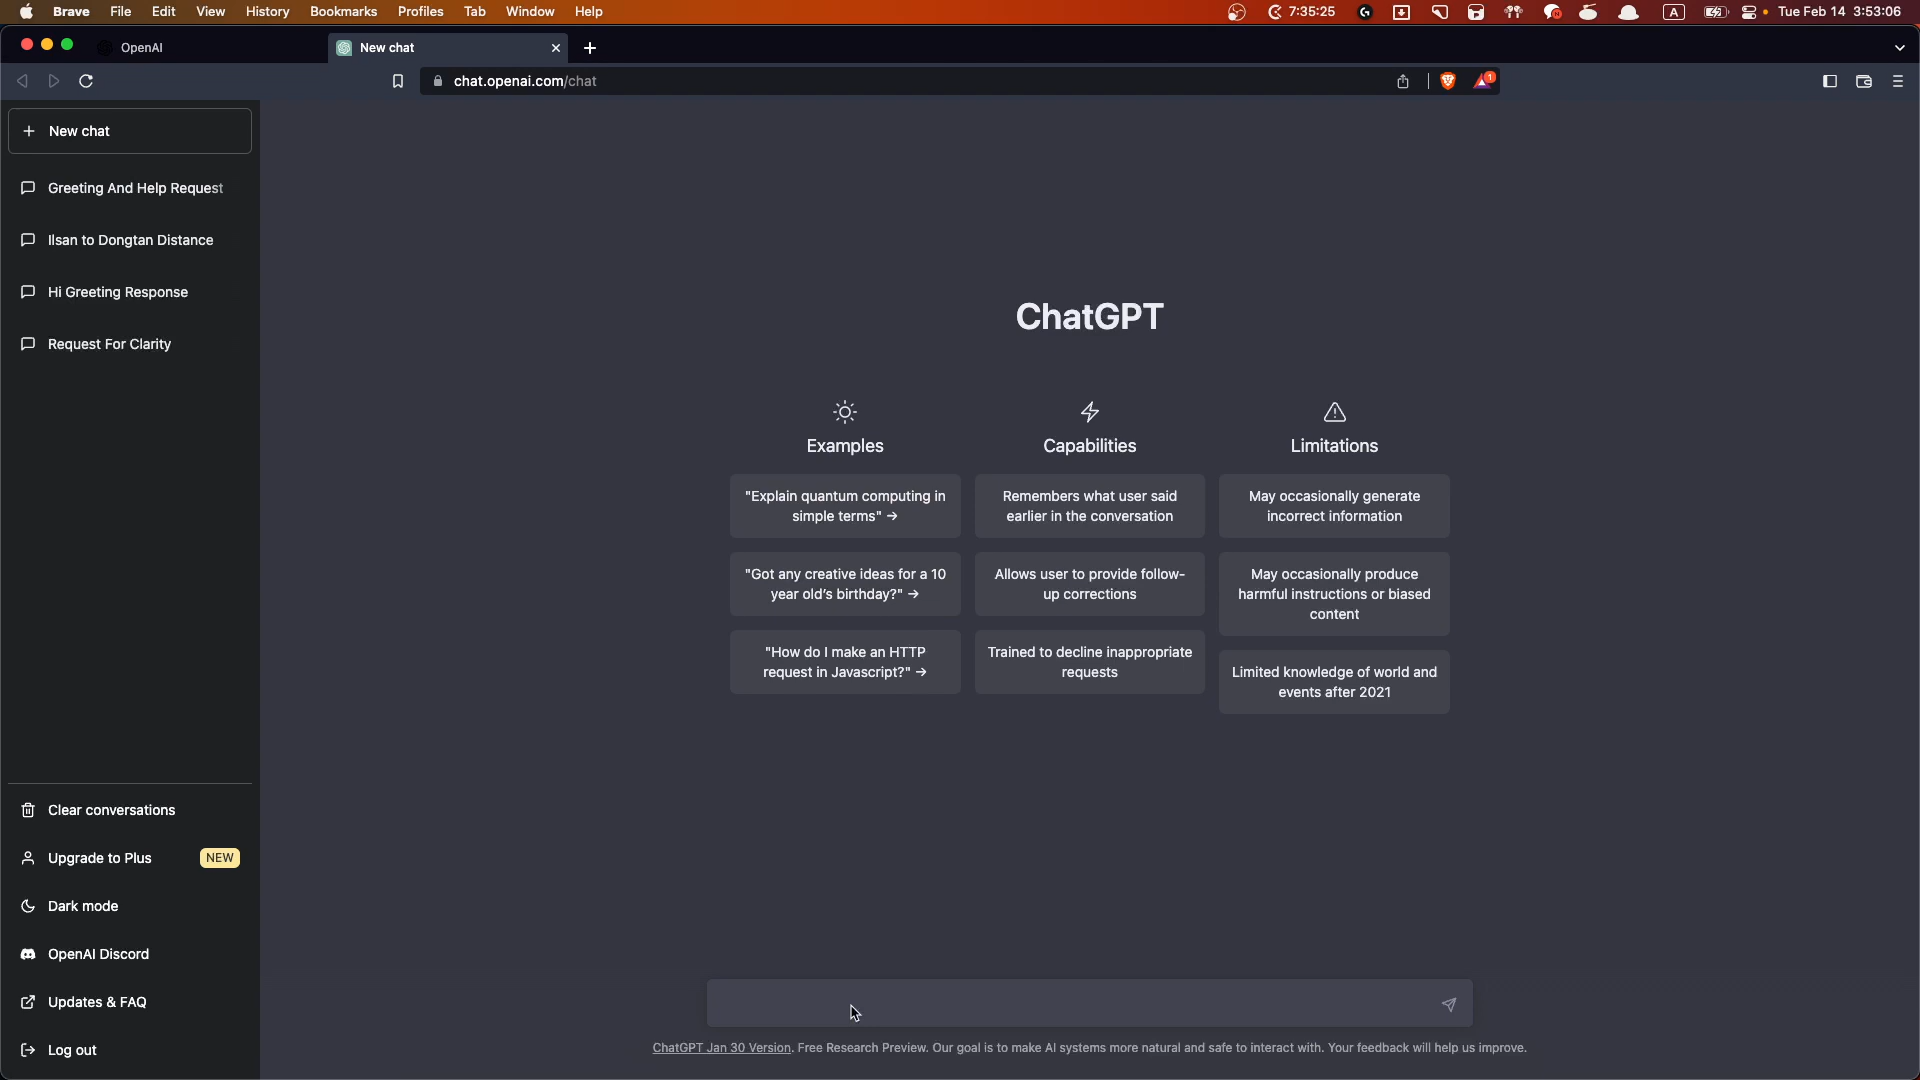 Brave File Edit View History Bookmarks Profiles Tab Window Help 7:35:25 A Tue Feb 14 3:53:06
OpenAI New chat
chat.openai.com/chat 1
New chat
Greeting And Help Request
Ilsan to Dongtan Distance
Hi Greeting Response
Request For Clarity
ChatGPT
Examples
"Explain quantum computing in
simple terms" →
"Got any creative ideas for a 10
year old's birthday?" →
"How do I make an HTTP
request in Javascript?" →
Capabilities
Remembers what user said
earlier in the conversation
Allows user to provide follow-
up corrections
Trained to decline inappropriate
requests
Limitations
May occasionally generate
incorrect information
May occasionally produce
harmful instructions or biased
content
Limited knowledge of world and
events after 2021
Clear conversations
Upgrade to Plus NEW
Dark mode
OpenAI Discord
Updates & FAQ
Log out
ChatGPT Jan 30 Version. Free Research Preview. Our goal is to make AI systems more natural and safe to interact with. Your feedback will help us improve.